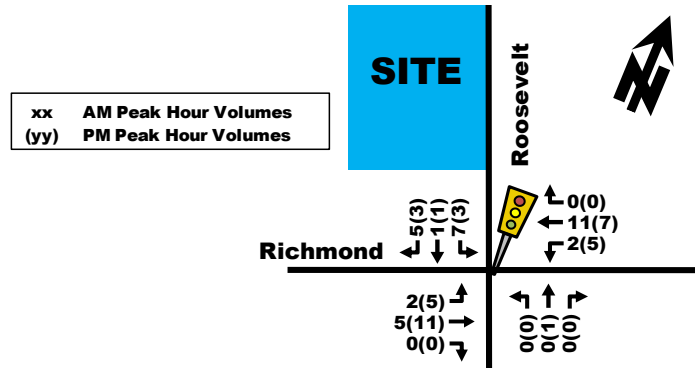 SITE
Roosevelt
xx AM Peak Hour Volumes
(yy) PM Peak Hour Volumes
5(3)
1(1)
7(3)
0(0)
11(7)
2(5)
Richmond
2(5)
5(11)
0(0)
0(0)
0(1)
0(0)
N